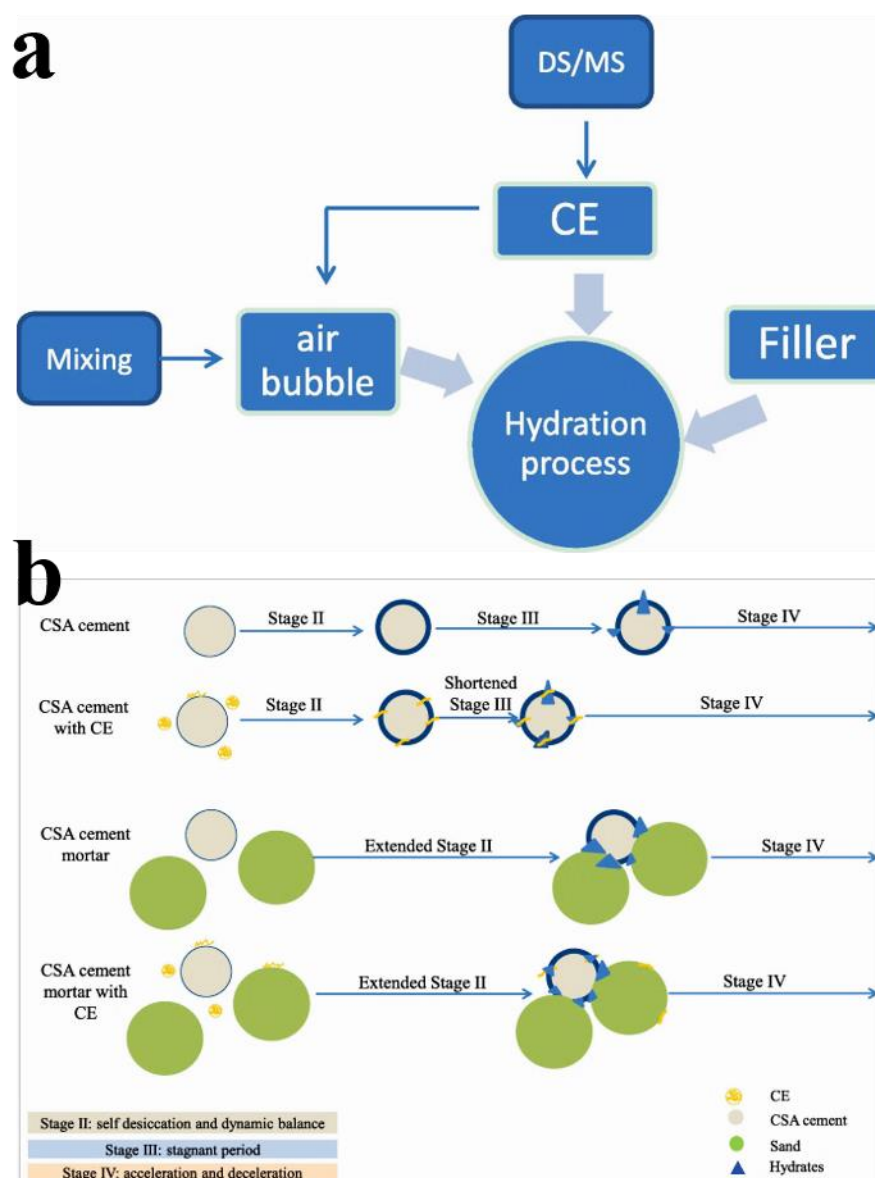 a
DS/MS
CE
Mixing
air
bubble
Filler
Hydration
process
b
CSA cement
Stage II
Stage III
Stage IV
CSA cement
with CE
Stage II
Shortened
Stage III
Stage IV
CSA cement
mortar
Extended Stage II
Stage IV
CSA cement
mortar with
CE
Extended Stage II
Stage IV
Stage II: self desiccation and dynamic balance
Stage III: stagnant period
Stage IV: acceleration and deceleration
CE
CSA cement
Sand
Hydrates